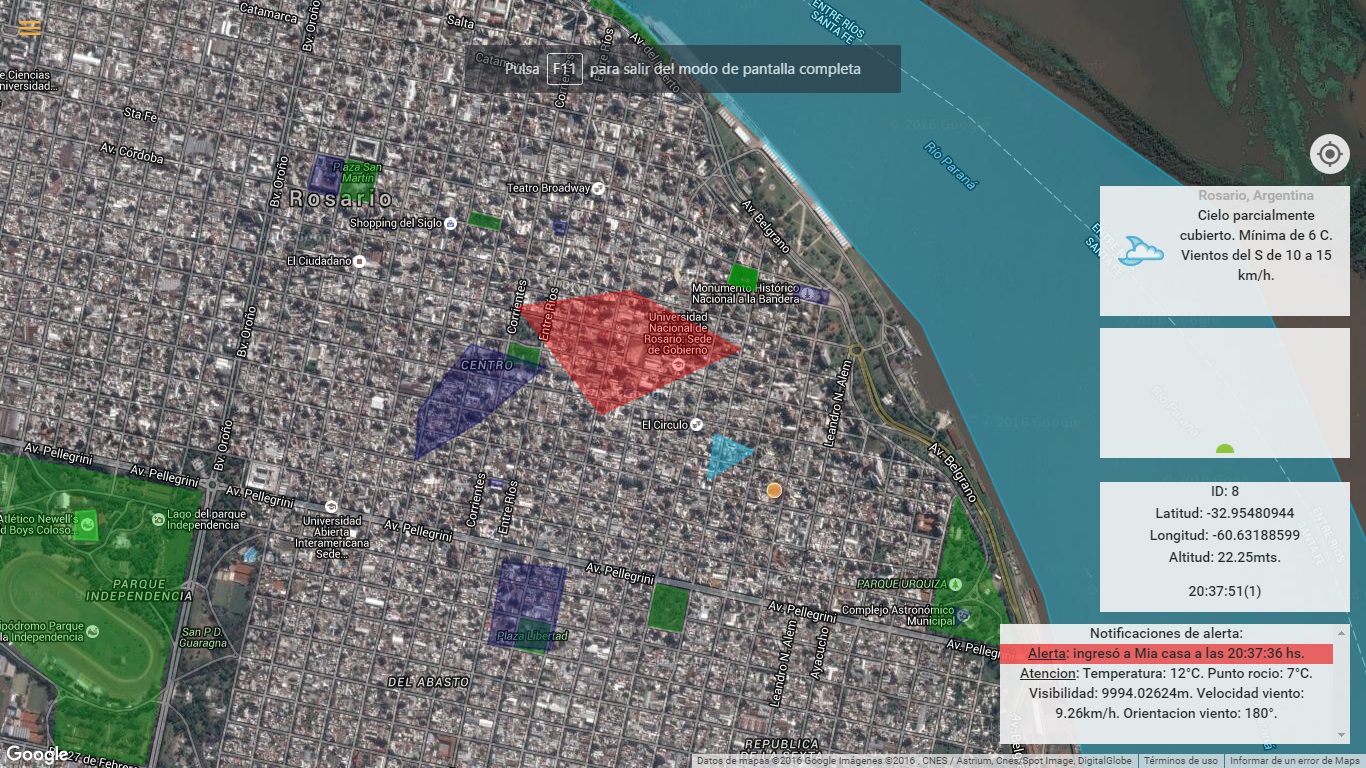 Catamarca
Bv. Oroño
Salta
Entre Ríos
ENTRE RÍOS
SANTA FE
Pulsa F11 para salir del modo de pantalla completa
e Ciencias
niversidad...
Corrientes
Sta Fe
Av. Córdoba
Bv. Oroño
Río Paraná
Plaza San
Martín
Rosario
Teatro Broadway
Shopping del Siglo
Av. Belgrano
El Ciudadano
Rosario, Argentina
Cielo parcialmente
cubierto. Mínima de 6 C.
Vientos del S de 10 a 15
km/h.
Monumento Histórico
Nacional a la Bandera
Corrientes
Entre Ríos
Bv. Oroño
Universidad
Nacional de
Rosario: Sede
de Gobierno
CENTRO
El Círculo
Leandro N. Alem
Bv. Oroño
Av. Pellegrini
Av. Pellegrini
Av. Pellegrini
Av. Belgrano
Corrientes
Entre Ríos
ID: 8
Latitud: -32.95480944
Longitud: -60.63188599
Altitud: 22.25mts.
20:37:51(1)
Atlético Newell's
d Boys Coloso...
Lago del parque
Independencia
Universidad
Abierta
Interamericana
Sede...
Av. Pellegrini
Av. Pellegrini
PARQUE
INDEPENDENCIA
PARQUE URQUIZA
Av. Pellegrini
Complejo Astronómico
Municipal
ipódromo Parque
la Independencia
San P.D.
Guaragna
Plaza Libertad
Leandro N. Alem
Ayacucho
Av. Pellegrini
Notificaciones de alerta:
Alerta: ingresó a Mia casa a las 20:37:36 hs.
Atencion: Temperatura: 12°C. Punto rocio: 7°C.
Visibilidad: 9994.02624m. Velocidad viento:
9.26km/h. Orientacion viento: 180°.
DEL ABASTO
REPUBLICA
Google
27 de Febrero
Datos de mapas ©2016 Google Imágenes ©2016 , CNES / Astrium, Cnes/Spot Image, DigitalGlobe
Términos de uso
Informar de un error de Maps